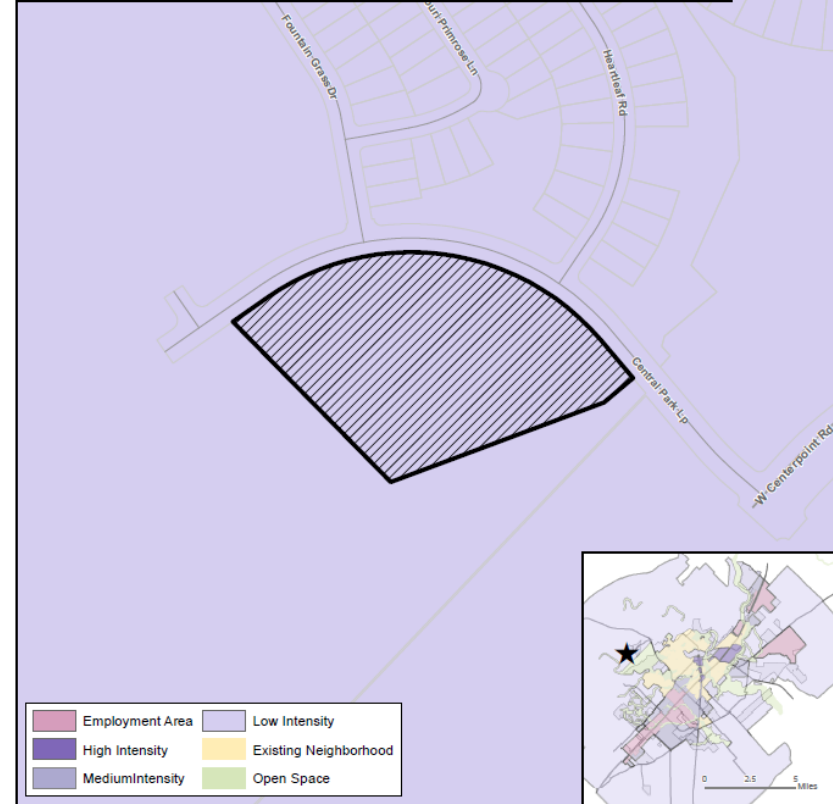 Fountain Grass Dr
Primrose Ln
Heartleaf Rd
Central Park Lp
W Centerpoint Rd
Employment Area
Low Intensity
High Intensity
Existing Neighborhood
MediumIntensity
Open Space
0 2.5 5
Miles